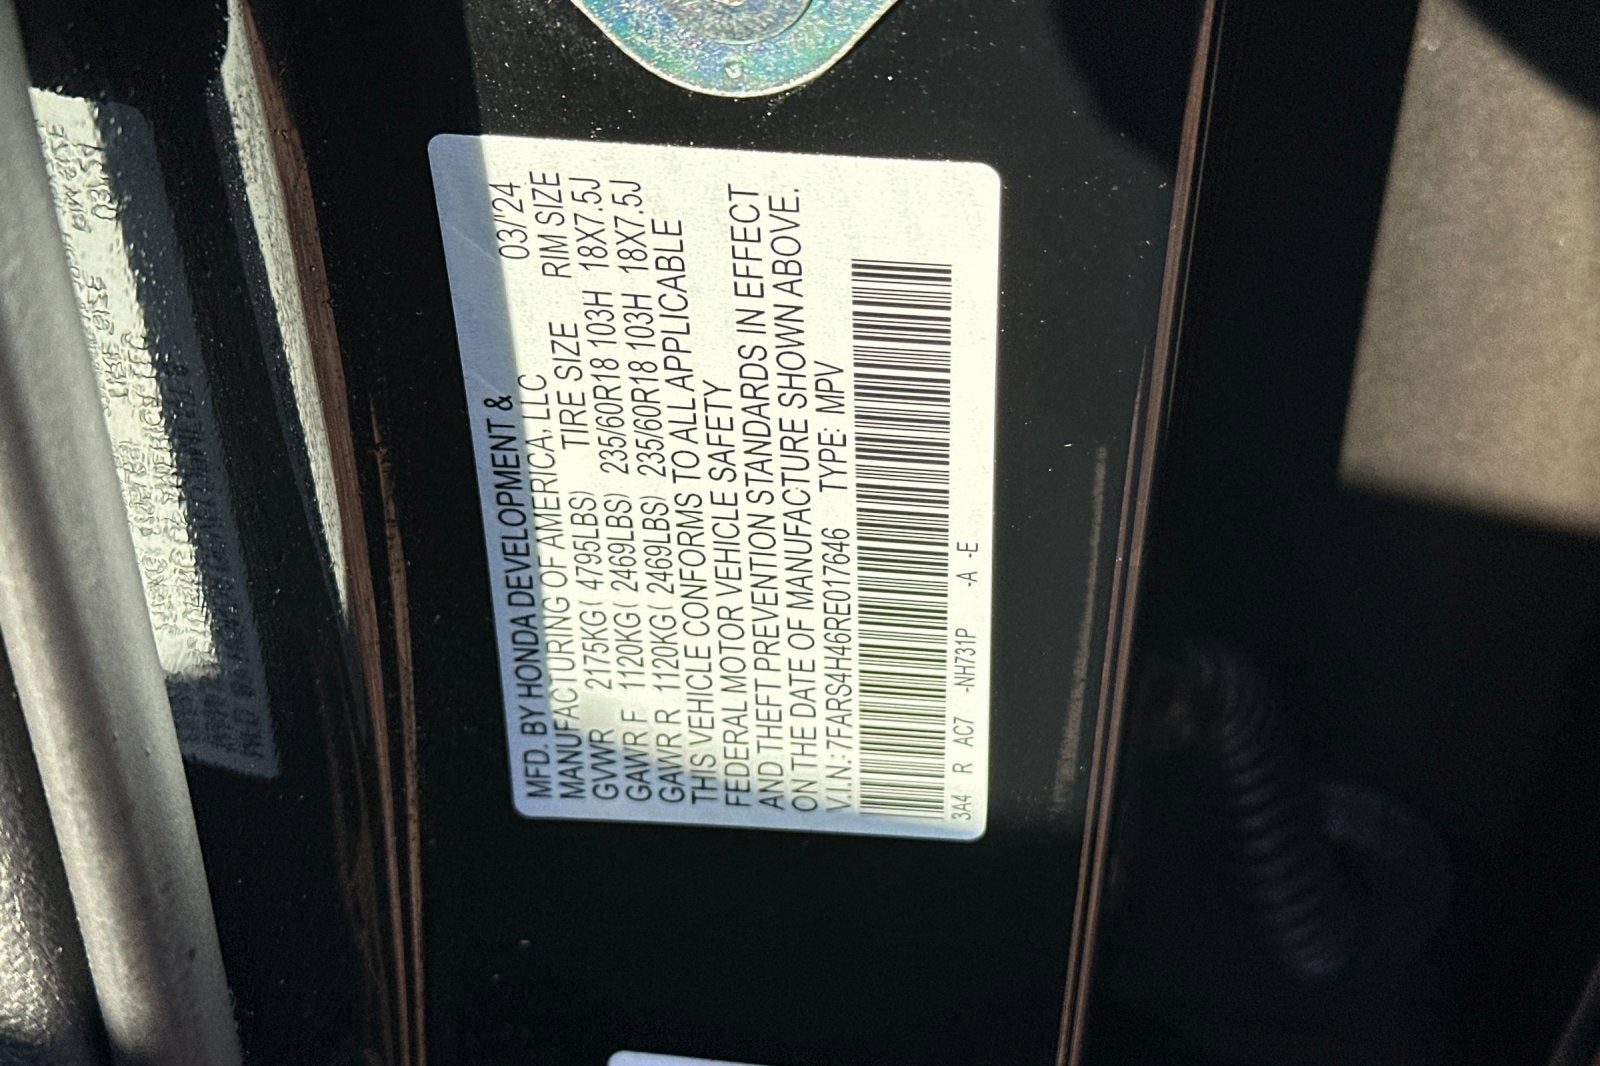 MFD. BY HONDA DEVELOPMENT &
MANUFACTURING OF AMERICA, LLC 03/'24
GVWR 2175KG( 4795LBS) TIRE SIZE RIM SIZE
GAWR F 1120KG( 2469LBS) 235/60R18 103H 18X7.5J
GAWR R 1120KG( 2469LBS) 235/60R18 103H 18X7.5J
THIS VEHICLE CONFORMS TO ALL APPLICABLE
FEDERAL MOTOR VEHICLE SAFETY
AND THEFT PREVENTION STANDARDS IN EFFECT
ON THE DATE OF MANUFACTURE SHOWN ABOVE.
V.I.N.: 7FARS4H46RE017646 TYPE: MPV
3A4 R AC7 -NH731P -A -E